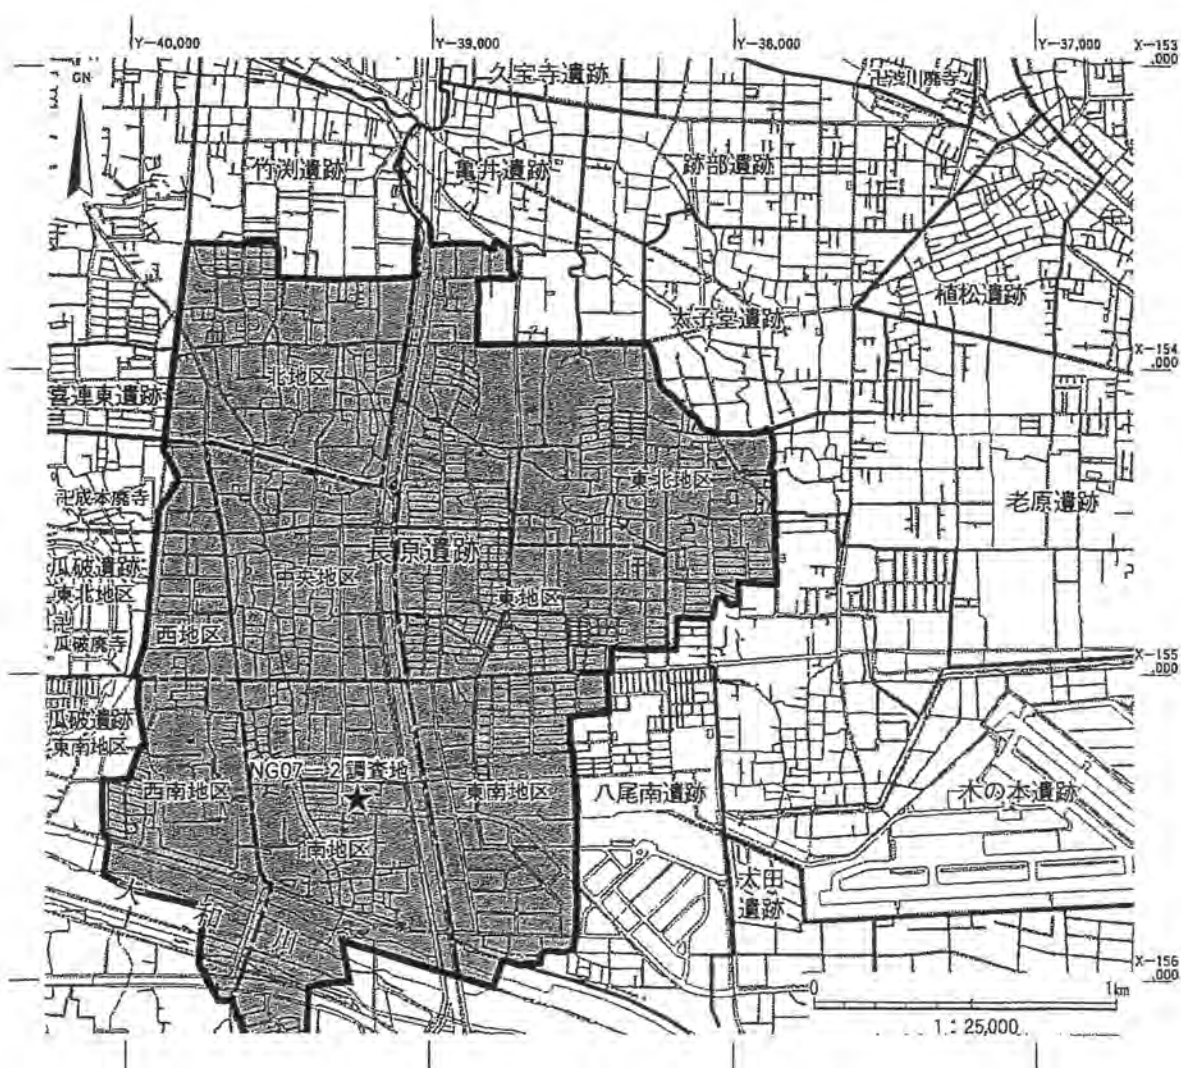 Y−40,000
Y−39,000
Y−38,000
Y−37,000
X−153
,000
GN
久宝寺遺跡
卍渋川廃寺
竹渕遺跡
亀井遺跡
跡部遺跡
植松遺跡
太子堂遺跡
X−154
,000
北地区
喜連東遺跡
東北地区
卍成本廃寺
老原遺跡
長原遺跡
瓜破遺跡
東北地区
中央地区
東地区
西地区
瓜破廃寺
X−155
,000
瓜破遺跡
東南地区
NG07−2調査地
西南地区
東南地区
八尾南遺跡
木の本遺跡
南地区
太田
遺跡
大
和
川
X−156
,000
0
1km
1:25,000